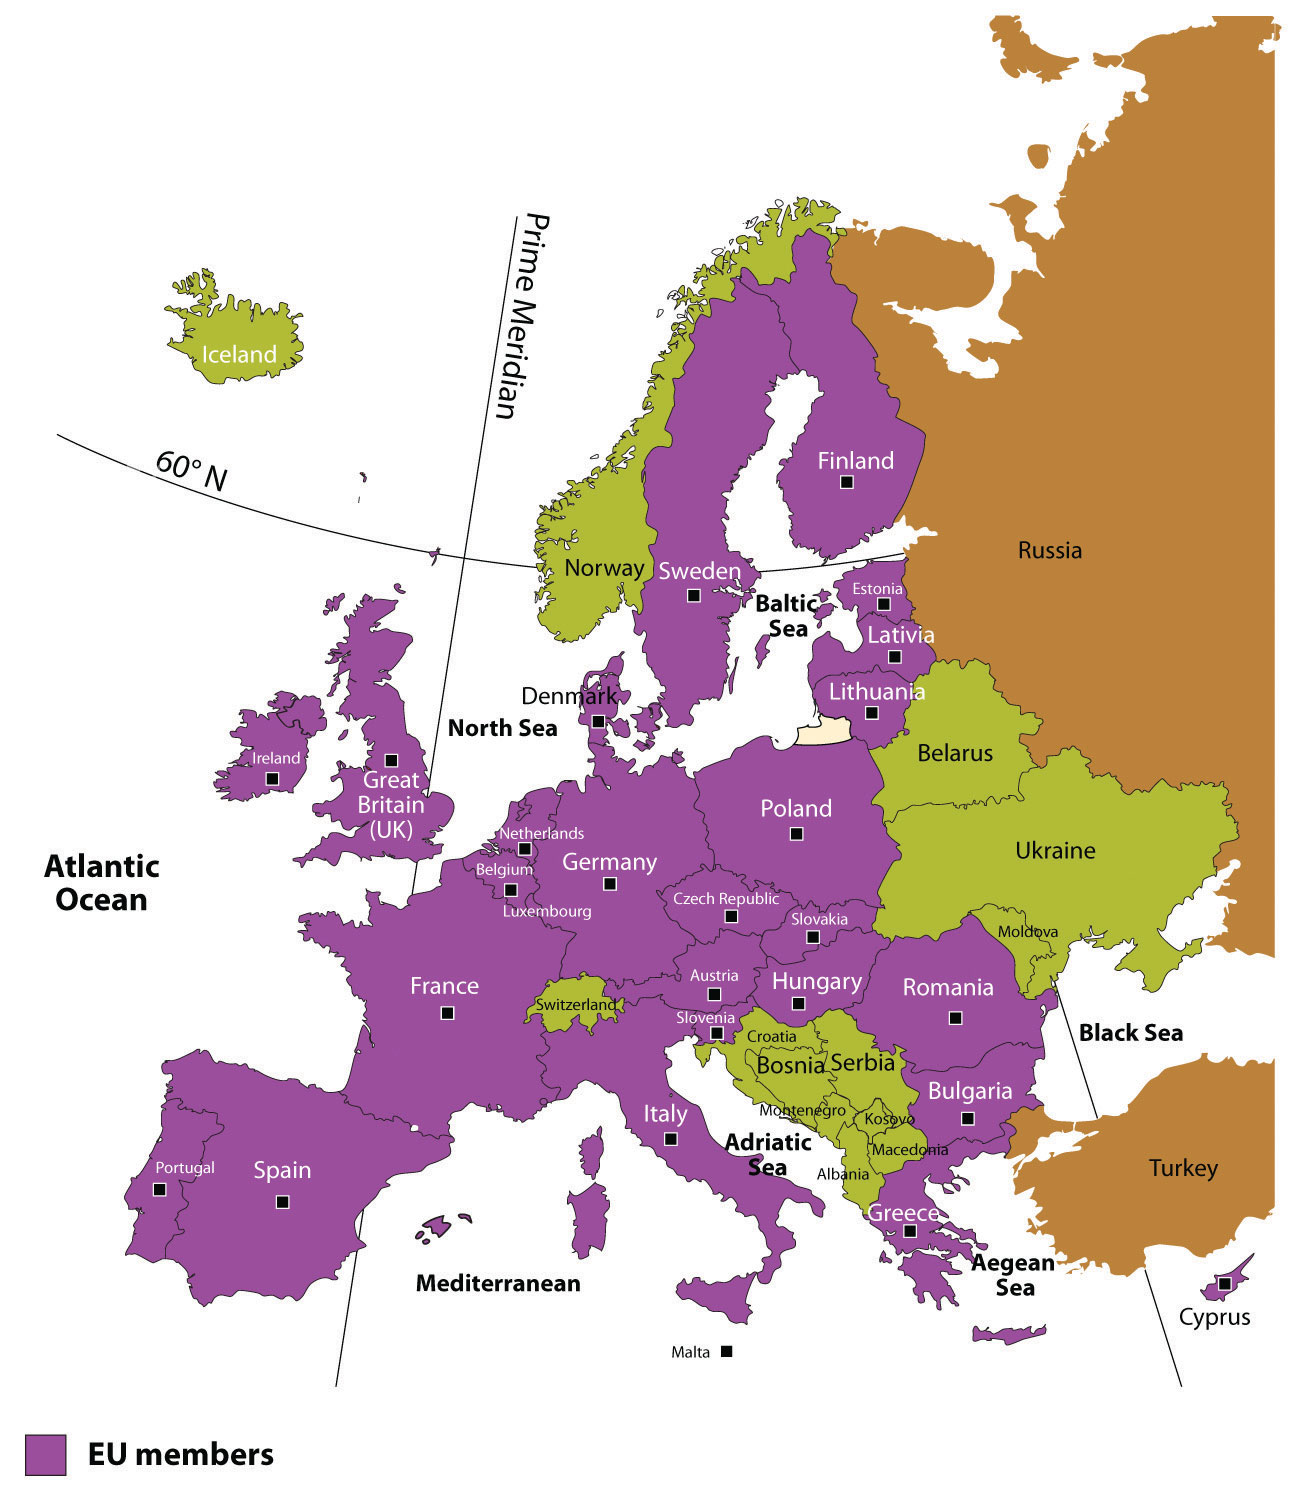 Prime Meridian
Iceland
60° N
Finland
Russia
Norway
Sweden
Estonia
Baltic
Sea
Lativia
Lithuania
Denmark
North Sea
Belarus
Ireland
Great
Britain
(UK)
Poland
Netherlands
Ukraine
Germany
Atlantic
Ocean
Belgium
Czech Republic
Luxembourg
Slovakia
Moldova
France
Austria
Hungary
Romania
Switzerland
Slovenia
Croatia
Black Sea
Bosnia
Serbia
Bulgaria
Montenegro
Italy
Kosovo
Adriatic
Sea
Macedonia
Portugal
Spain
Albania
Turkey
Greece
Aegean
Sea
Mediterranean
Cyprus
Malta
EU members